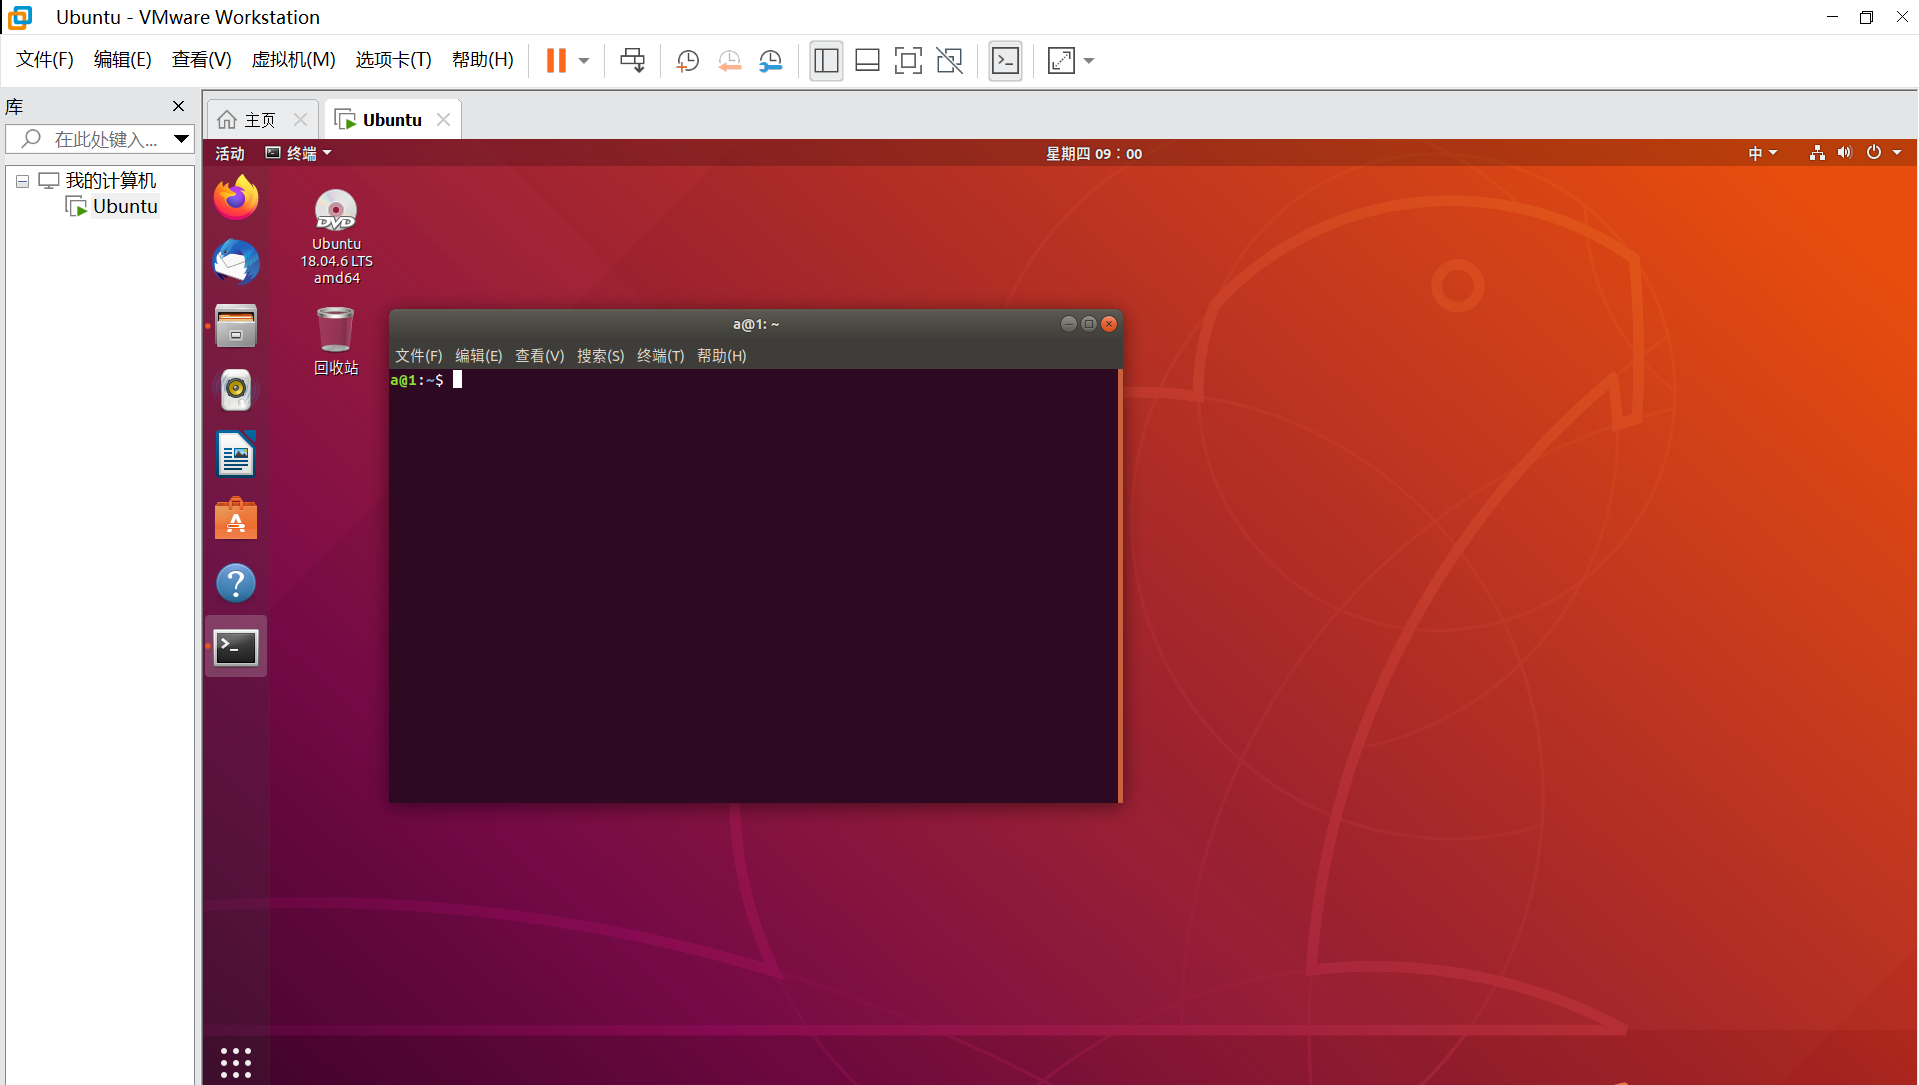 Ubuntu - VMware Workstation
文件(F) 编辑(E) 查看(V) 虚拟机(M) 选项卡(T) 帮助(H)
库
在此处键入...
我的计算机
Ubuntu
主页
Ubuntu
活动 终端 星期四 09：00 中
DVD
Ubuntu
18.04.6 LTS
amd64
回收站
a@1: ~
文件(F) 编辑(E) 查看(V) 搜索(S) 终端(T) 帮助(H)
a@1:~$